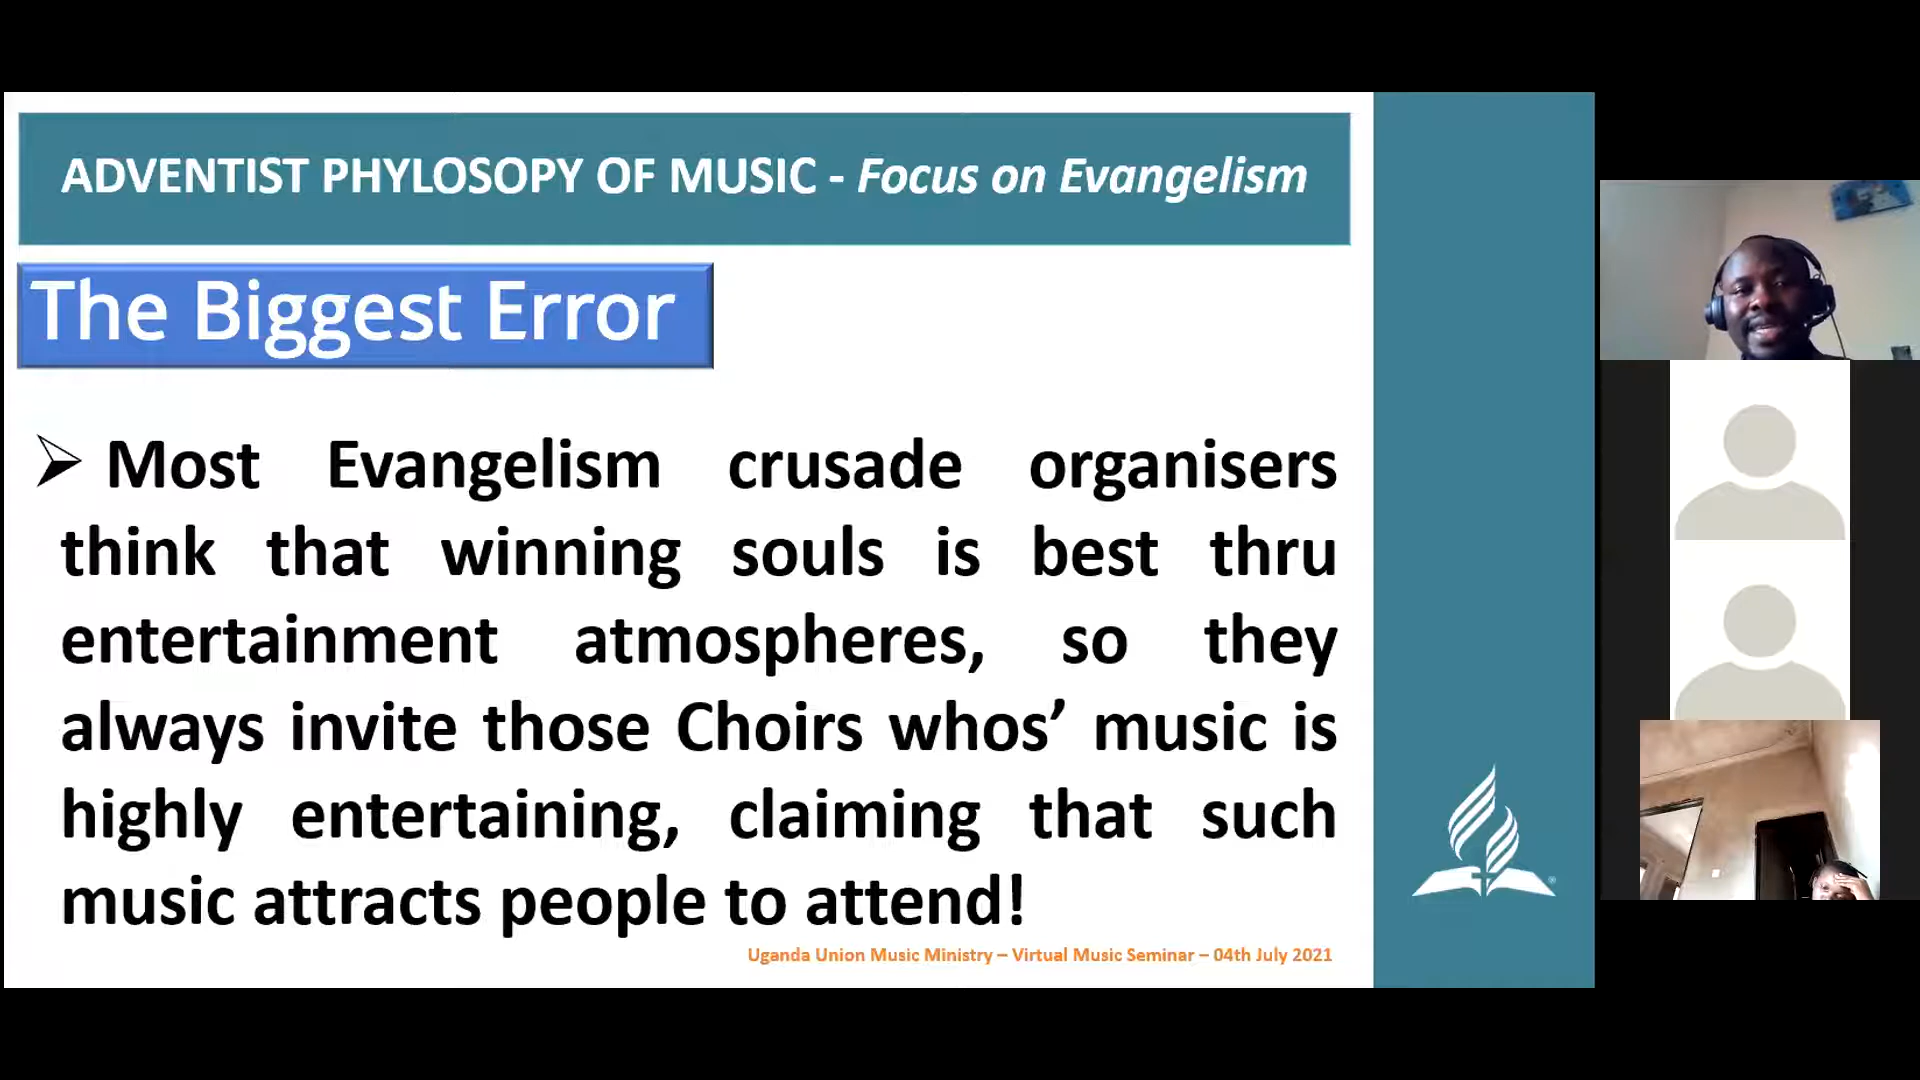 ADVENTIST PHYLOSOPY OF MUSIC - Focus on Evangelism
The Biggest Error
➢ Most Evangelism crusade organisers
think that winning souls is best thru
entertainment atmospheres, so they
always invite those Choirs whos’ music is
highly entertaining, claiming that such
music attracts people to attend!
Uganda Union Music Ministry – Virtual Music Seminar – 04th July 2021